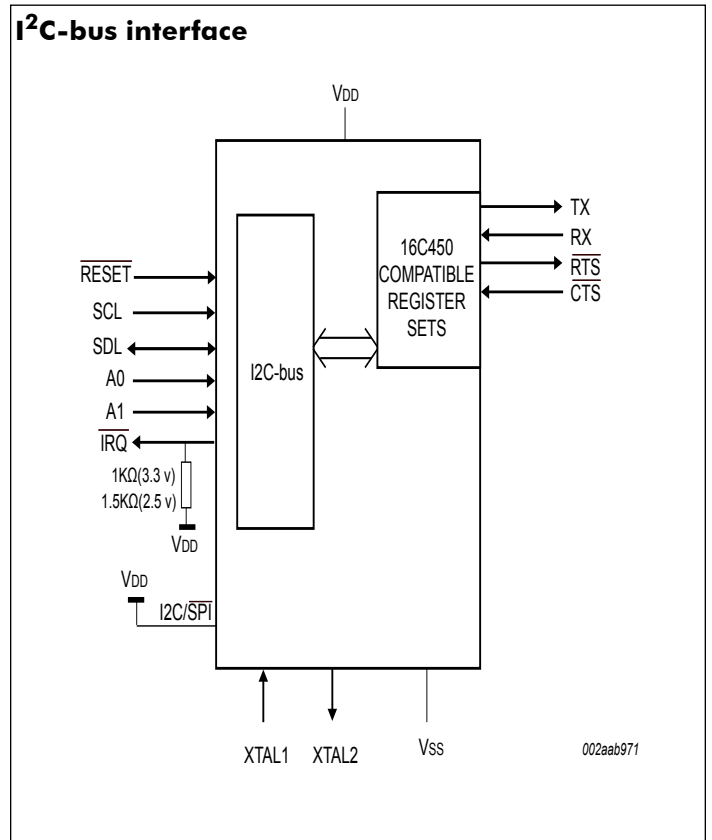 I²C-bus interface
VDD
16C450
COMPATIBLE
REGISTER
SETS
TX
RX
RTS
CTS
RESET
SCL
SDL
A0
A1
IRQ
I2C-bus
1KΩ(3.3 v)
1.5KΩ(2.5 v)
VDD
VDD
I2C/SPI
XTAL1
XTAL2
VSS
002aab971